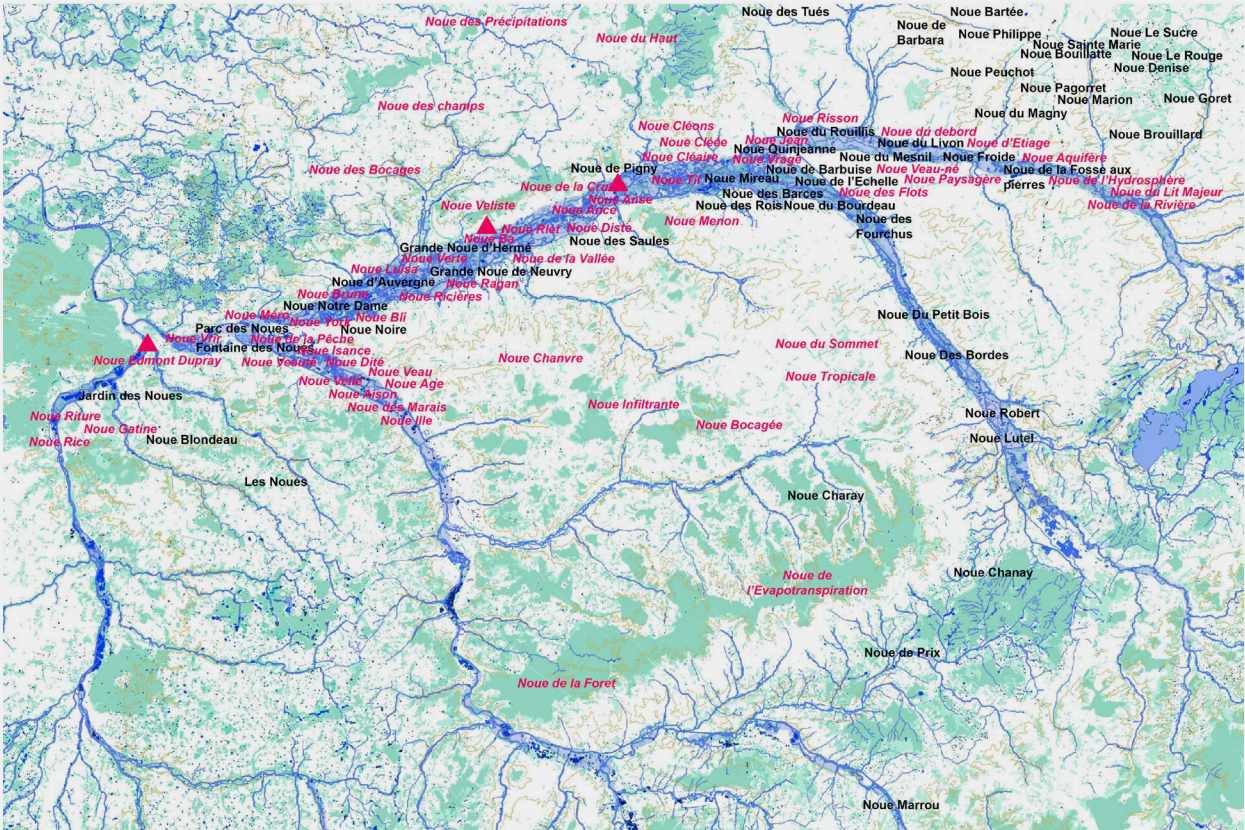 Noue des Tués
Noue Bartée
Noue des Précipitations
Noue de
Barbara
Noue Philippe
Noue Le Sucre
Noue du Haut
Noue Sainte Marie
Noue Bouillatte
Noue Le Rouge
Noue Denise
Noue Peuchot
Noue Pagorret
Noue Marion
Noue Goret
Noue des champs
Noue du Magny
Noue Risson
Noue Cléons
Noue du Rouillis
Noue du debord
Noue Brouillard
Noue Cléée
Noue Jean
Noue du Livon
Noue d'Etiage
Noue Quinjeanne
Noue Cléaire
Noue Vrage
Noue du Mesnil
Noue Froide
Noue Aquifère
Noue des Bocages
Noue de Pigny
Noue de Barbuise
Noue Veau-né
Noue de la Fosse aux
pierres
Noue Mireau
Noue Til
Noue de l'Echelle
Noue Paysagère
Noue de l'Hydrosphère
Noue de la
Noue des Barces
Noue des Flots
Noue du Lit Majeur
Noue Anse
Noue Veliste
Noue des Rois
Noue du Bourdeau
Noue de la Rivière
Noue Ance
Noue Menon
Noue des
Fourchus
Noue Riet
Noue Diste
Noue Ba
Noue des Saules
Grande Noue d'Hermé
Noue Verte
Noue de la Vallée
Noue Luisa
Grande Noue de Neuvry
Noue d'Auvergne
Noue Ragan
Noue Brune
Noue Ricières
Noue Notre Dame
Noue Méro
Noue York
Noue Bli
Noue Du Petit Bois
Parc des Noues
Noue Noire
Noue Vrir
Noue de la Pêche
Fontaine des Noues
Noue Isance
Noue du Sommet
Noue Edmont Dupray
Noue Veauté
Noue Dité
Noue Chanvre
Noue Des Bordes
Noue Veau
Noue Velle
Noue Age
Noue Tropicale
Jardin des Noues
Noue Aison
Noue des Marais
Noue Infiltrante
Noue Riture
Noue Ille
Noue Robert
Noue Gatine
Noue Bocagée
Noue Rice
Noue Blondeau
Noue Lutel
Les Noues
Noue Charay
Noue Chanay
Noue de
l'Evapotranspiration
Noue de Prix
Noue de la Foret
Noue Marrou